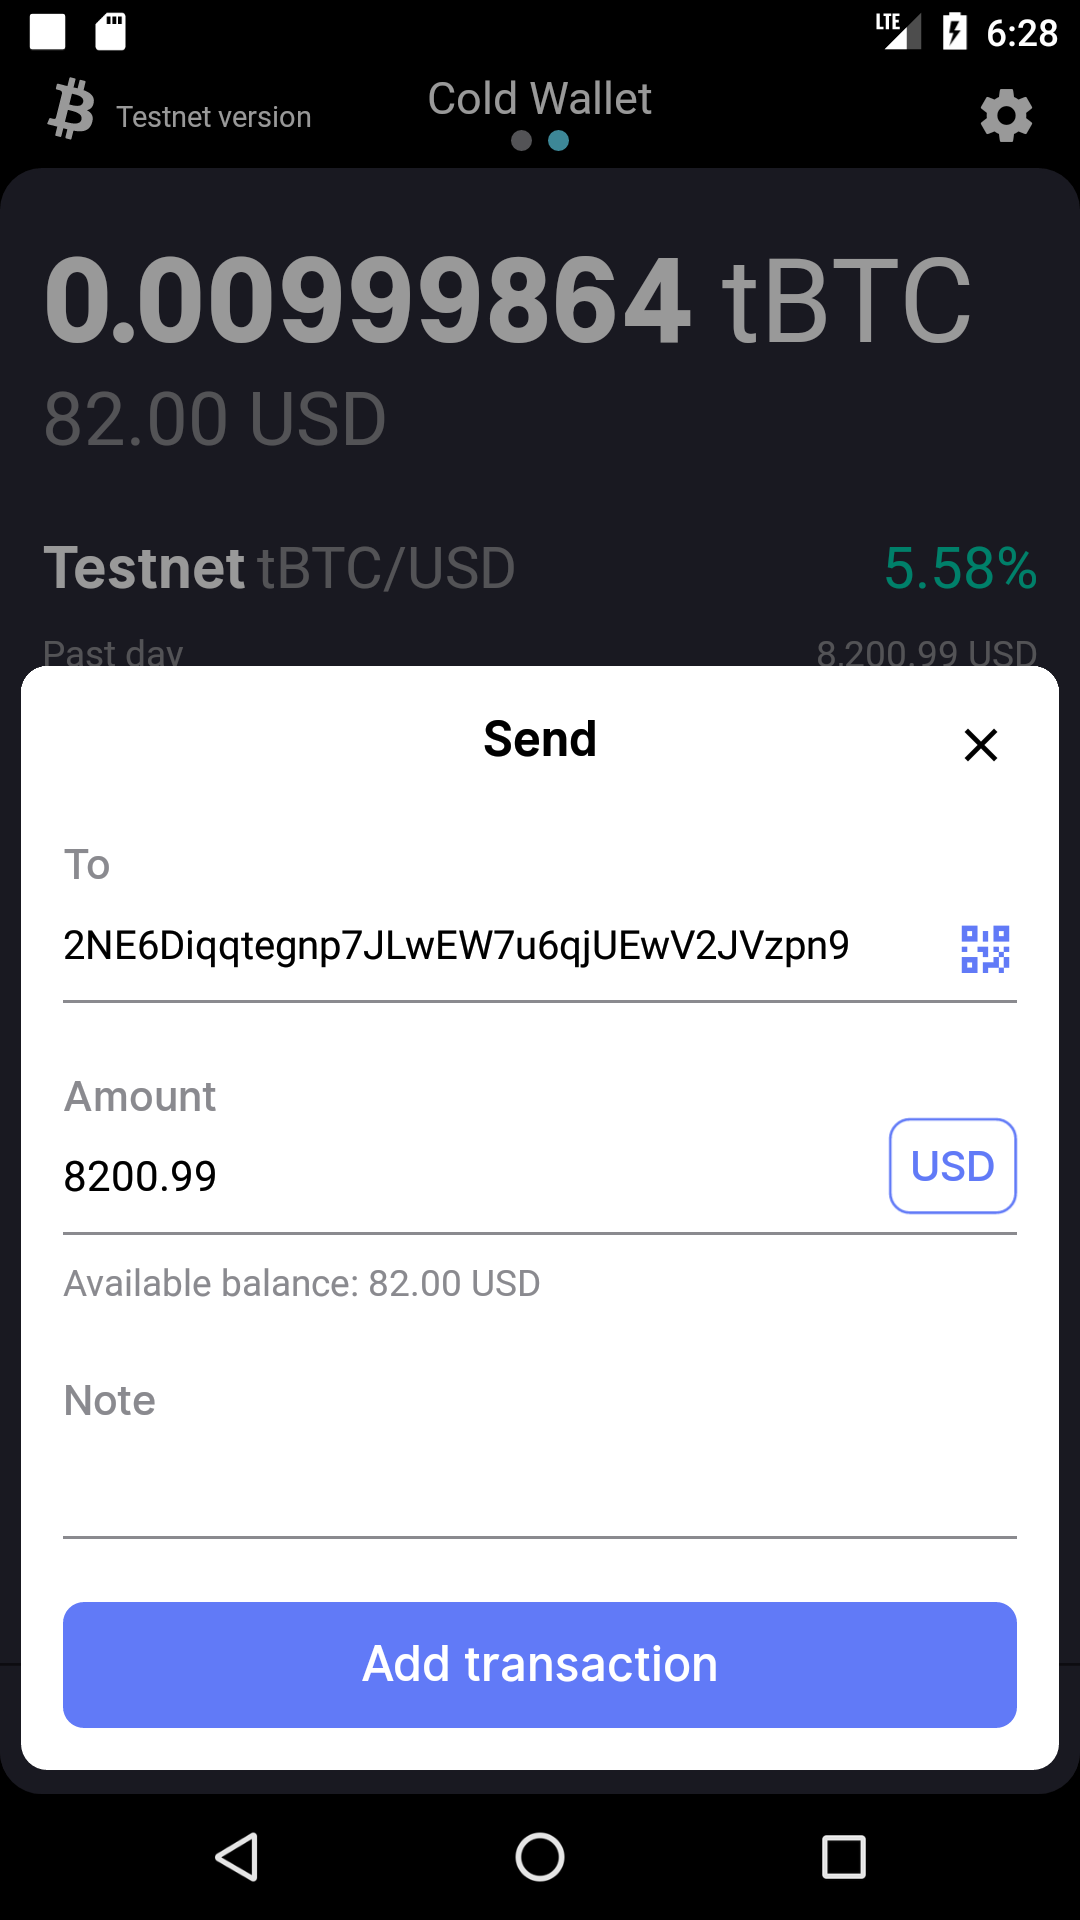 LTE 6:28
Testnet version
Cold Wallet
0.00999864 tBTC
82.00 USD
Testnet tBTC/USD 5.58%
Past day 8,200.99 USD
Send
To
2NE6Diqqtegnp7JLwEW7u6qjUEwV2JVzpn9
Amount
8200.99 USD
Available balance: 82.00 USD
Note
Add transaction